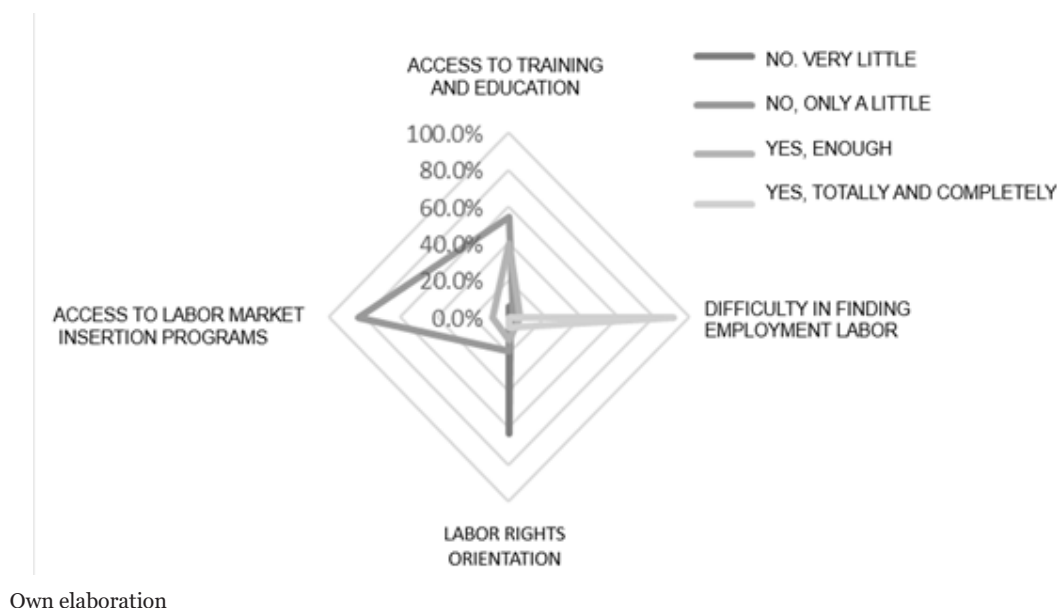 ACCESS TO TRAINING
AND EDUCATION
NO. VERY LITTLE
NO, ONLY A LITTLE
YES, ENOUGH
YES, TOTALLY AND COMPLETELY
100.0%
80.0%
60.0%
40.0%
20.0%
0.0%
ACCESS TO LABOR MARKET
INSERTION PROGRAMS
DIFFICULTY IN FINDING
EMPLOYMENT LABOR
LABOR RIGHTS
ORIENTATION
Own elaboration